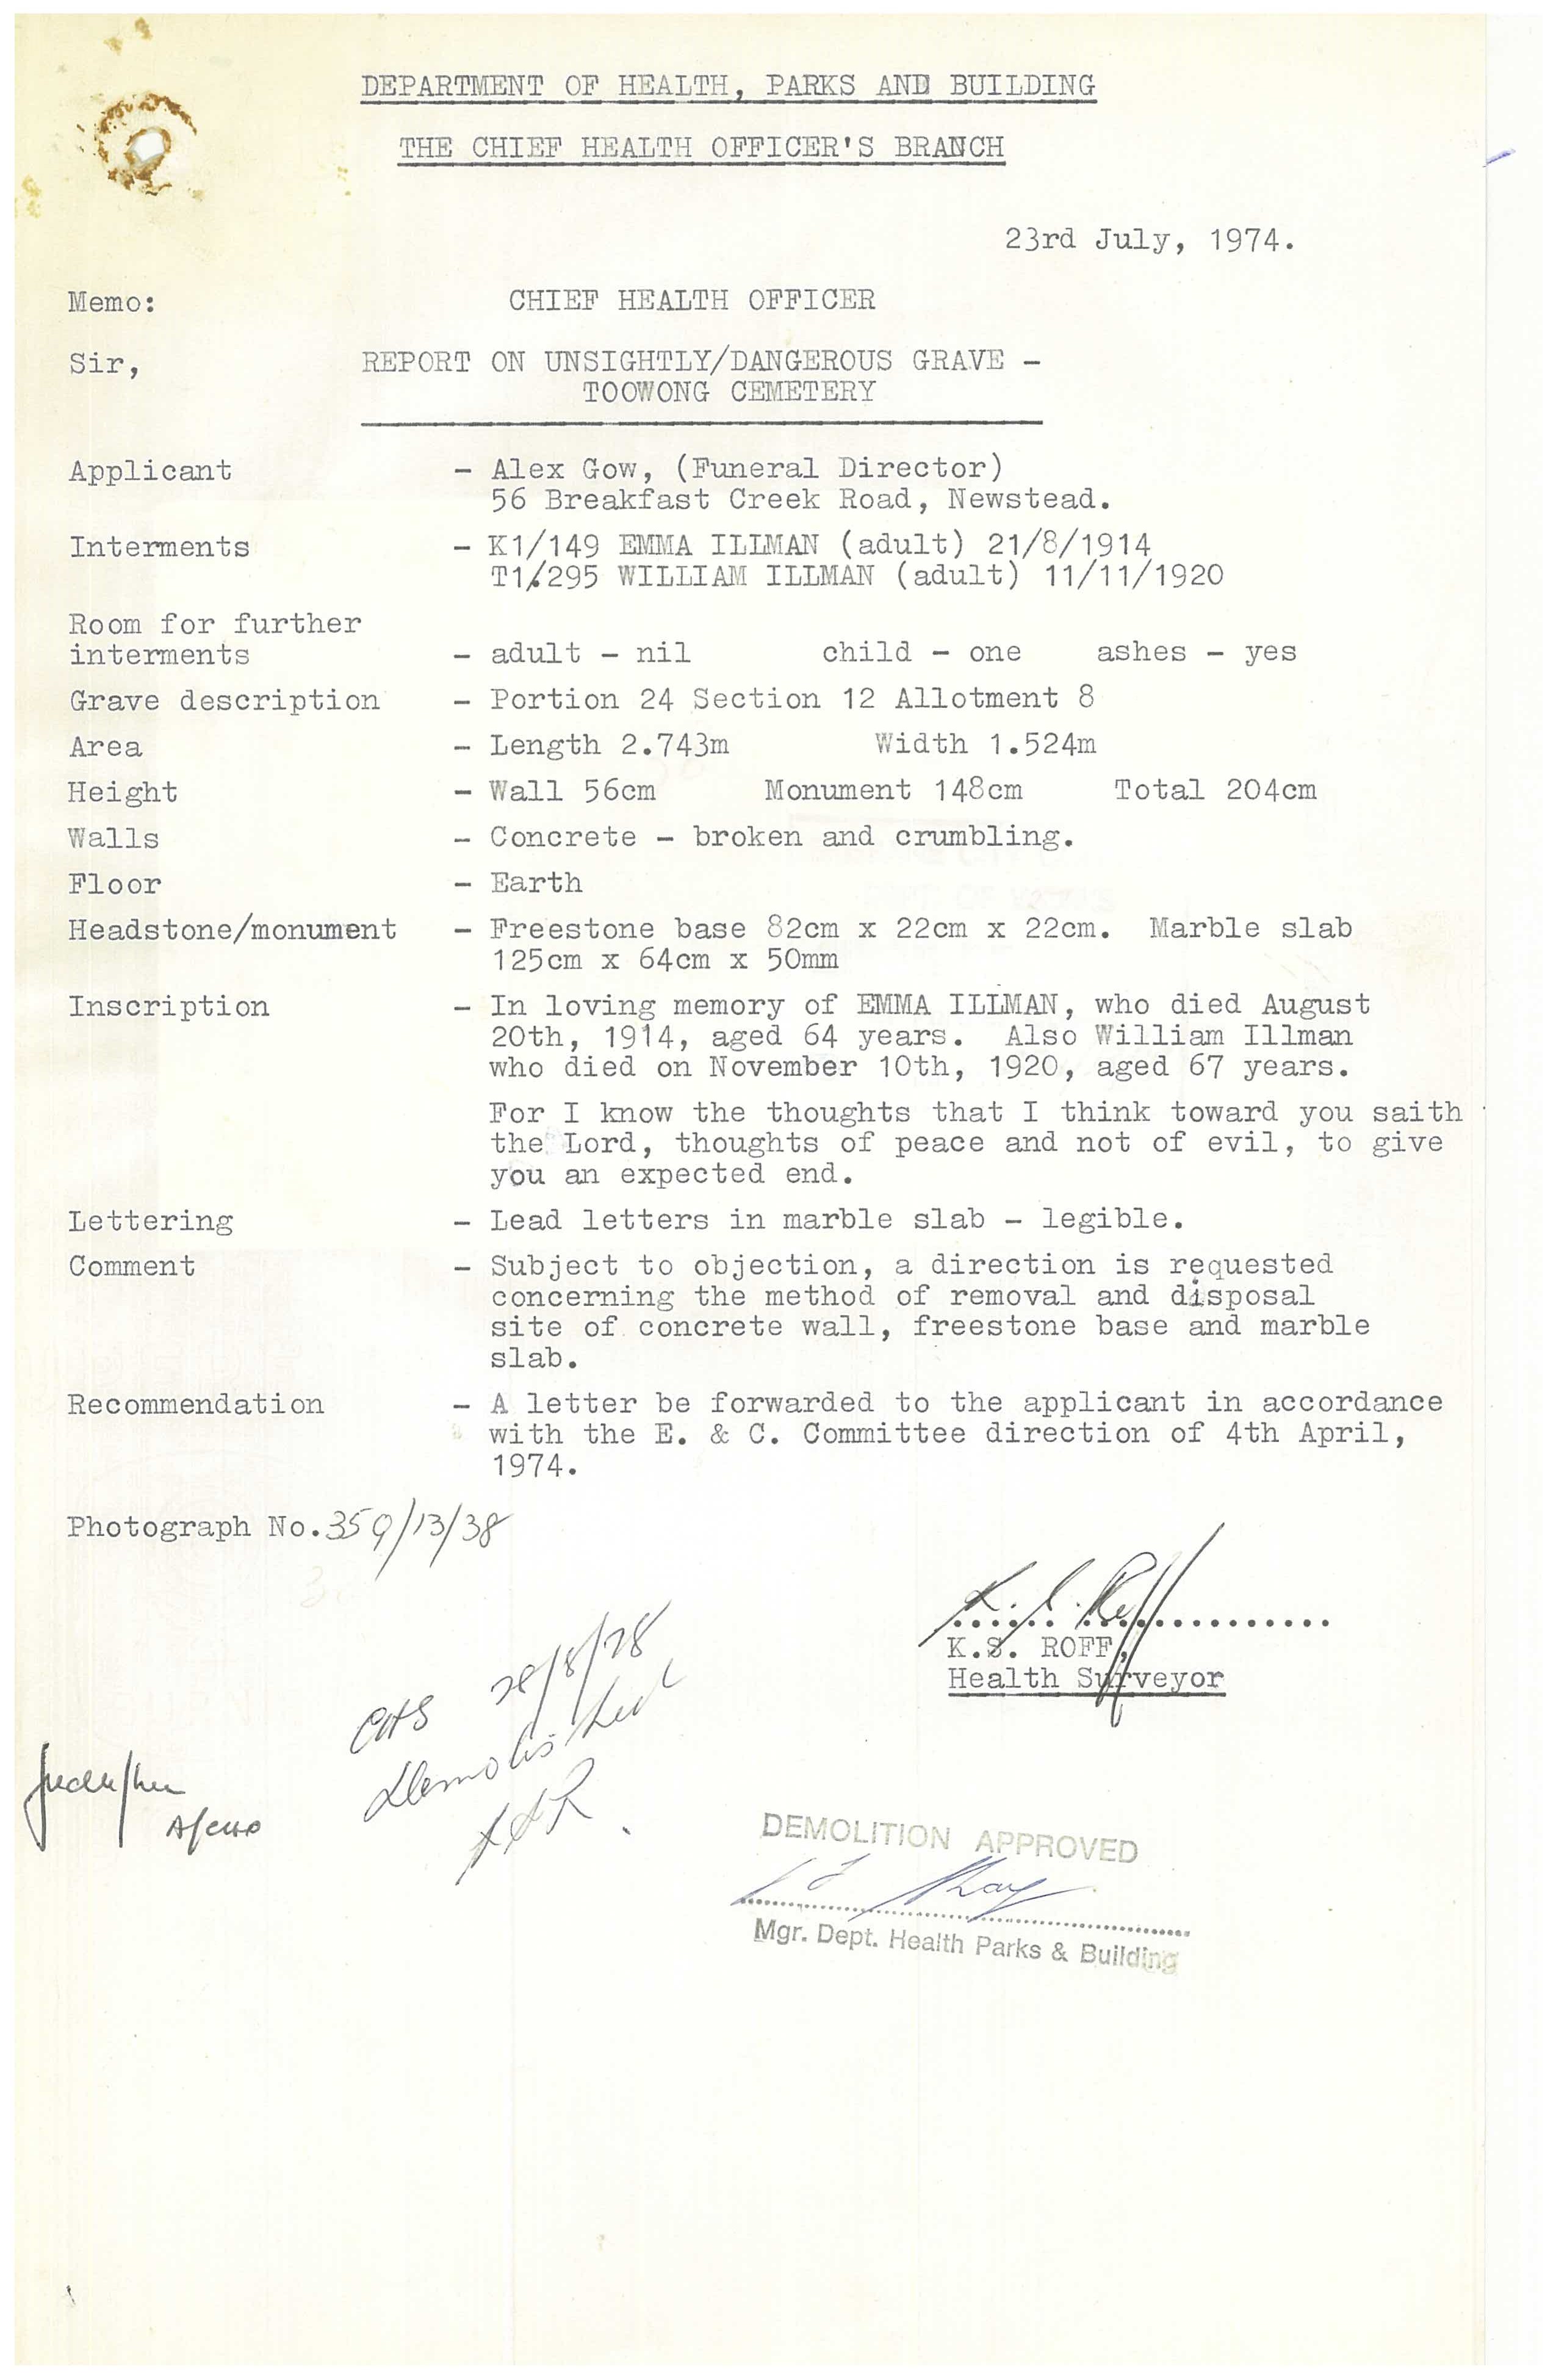 DEPARTMENT OF HEALTH, PARKS AND BUILDING
THE CHIEF HEALTH OFFICER'S BRANCH
23rd July, 1974.
Memo: CHIEF HEALTH OFFICER
Sir, REPORT ON UNSIGHTLY/DANGEROUS GRAVE -
TOOWONG CEMETERY
Applicant - Alex Gow, (Funeral Director)
56 Breakfast Creek Road, Newstead.
Interments - K1/149 EMMA ILLMAN (adult) 21/8/1914
T1/295 WILLIAM ILLMAN (adult) 11/11/1920
Room for further
interments - adult - nil child - one ashes - yes
Grave description - Portion 24 Section 12 Allotment 8
Area - Length 2.743m Width 1.524m
Height - Wall 56cm Monument 148cm Total 204cm
Walls - Concrete - broken and crumbling.
Floor - Earth
Headstone/monument - Freestone base 82cm x 22cm x 22cm. Marble slab
125cm x 64cm x 50mm
Inscription - In loving memory of EMMA ILLMAN, who died August
20th, 1914, aged 64 years. Also William Illman
who died on November 10th, 1920, aged 67 years.
For I know the thoughts that I think toward you saith
the Lord, thoughts of peace and not of evil, to give
you an expected end.
Lettering - Lead letters in marble slab - legible.
Comment - Subject to objection, a direction is requested
concerning the method of removal and disposal
site of concrete wall, freestone base and marble
slab.
Recommendation - A letter be forwarded to the applicant in accordance
with the E. & C. Committee direction of 4th April,
1974.
Photograph No. 359/13/38
K.S. ROFF,
Health Surveyor
Demolished
A/CHO
DEMOLITION APPROVED
Mgr. Dept. Health Parks & Building